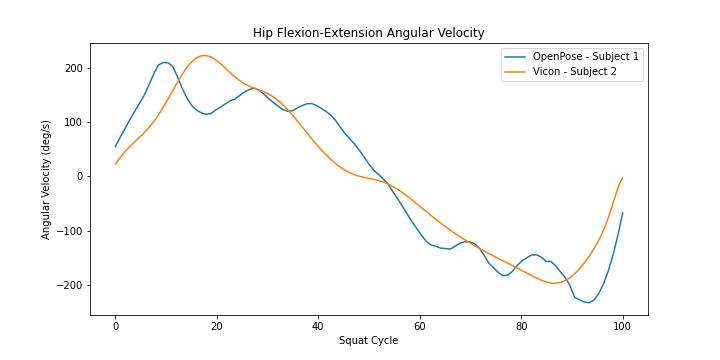 Hip Flexion-Extension Angular Velocity
OpenPose - Subject 1
Vicon - Subject 2
Angular Velocity (deg/s)
200
100
0
−100
−200
0 20 40 60 80 100
Squat Cycle